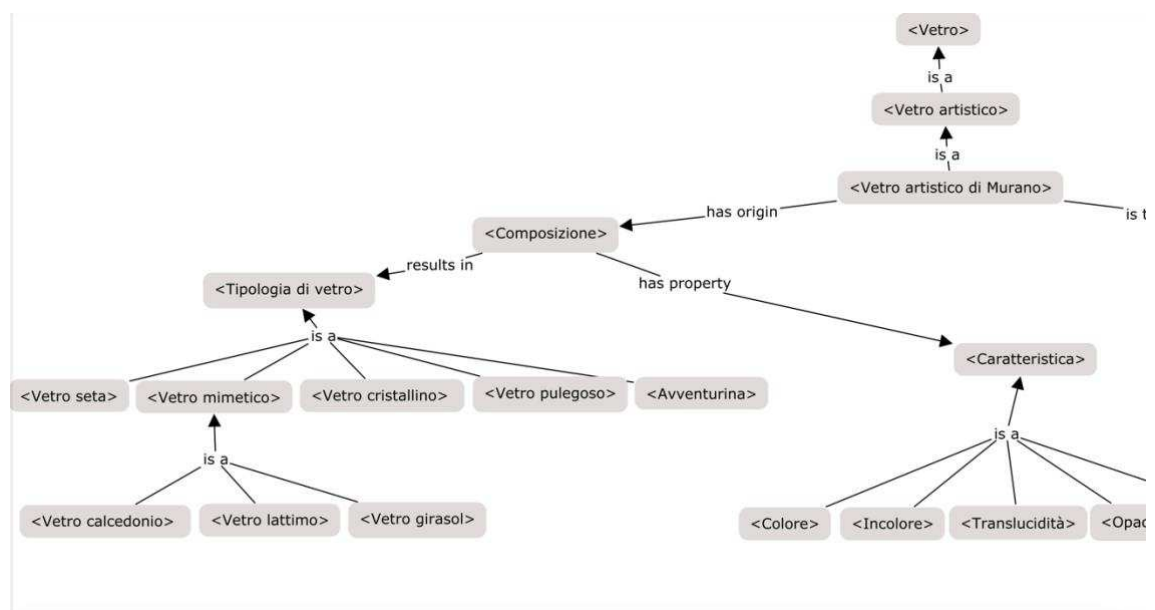 <Vetro>
is a
<Vetro artistico>
is a
<Vetro artistico di Murano>
has origin
is t
<Composizione>
results in
has property
<Tipologia di vetro>
is a
<Caratteristica>
<Vetro seta>
<Vetro mimetico>
<Vetro cristallino>
<Vetro pulegoso>
<Avventurina>
is a
is a
<Vetro calcedonio>
<Vetro lattimo>
<Vetro girasol>
<Colore>
<Incolore>
<Translucidità>
<Opac